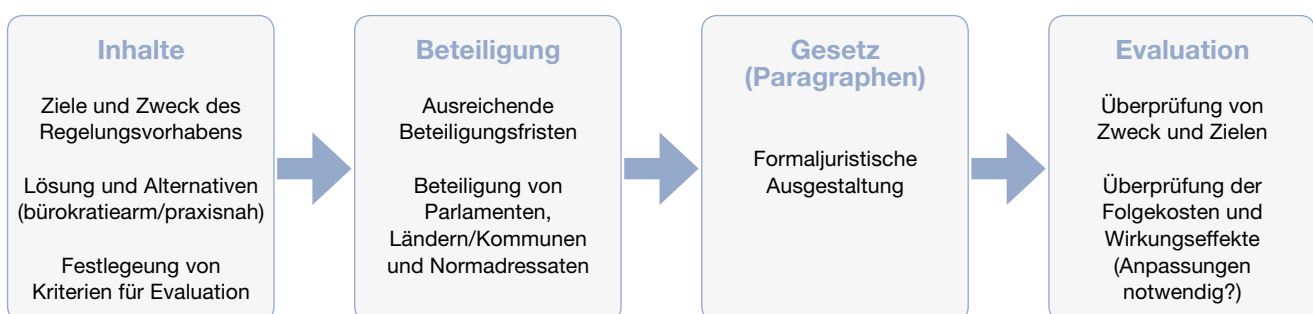 Inhalte
Ziele und Zweck des
Regelungsvorhabens
Lösung und Alternativen
(bürokratiearm/praxisnah)
Festlegeung von
Kriterien für Evaluation
Beteiligung
Ausreichende
Beteiligungsfristen
Beteiligung von
Parlamenten,
Ländern/Kommunen
und Normadressaten
Gesetz
(Paragraphen)
Formaljuristische
Ausgestaltung
Evaluation
Überprüfung von
Zweck und Zielen
Überprüfung der
Folgekosten und
Wirkungseffekte
(Anpassungen
notwendig?)